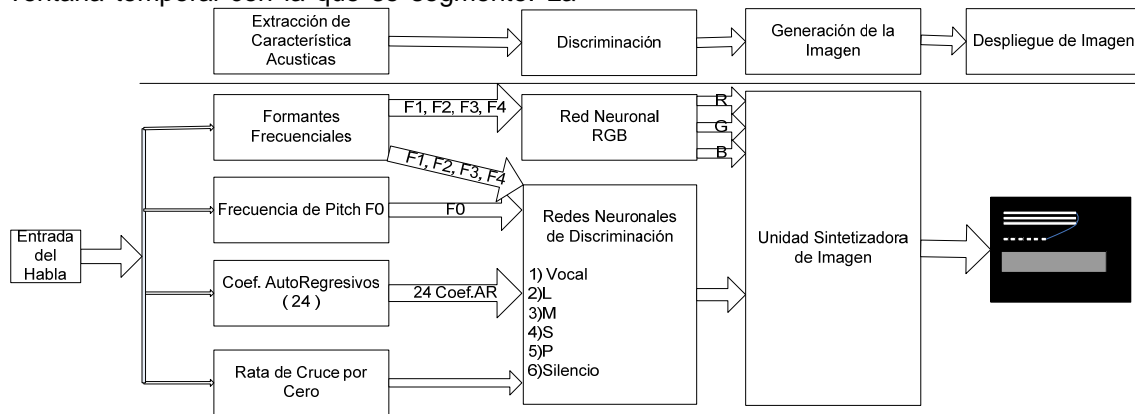 ventana temporal con la que se segmentó. La
Extracción de
Característica
Acusticas
Discriminación
Generación de la
Imagen
Despliegue de Imagen
Entrada
del
Habla
Formantes
Frecuenciales
F1, F2, F3, F4
F1, F2, F3, F4
Red Neuronal
RGB
R
G
B
Frecuencia de Pitch F0
F0
Coef. AutoRegresivos
( 24 )
24 Coef.AR
Rata de Cruce por
Cero
Redes Neuronales
de Discriminación
1) Vocal
2)L
3)M
4)S
5)P
6)Silencio
Unidad Sintetizadora
de Imagen